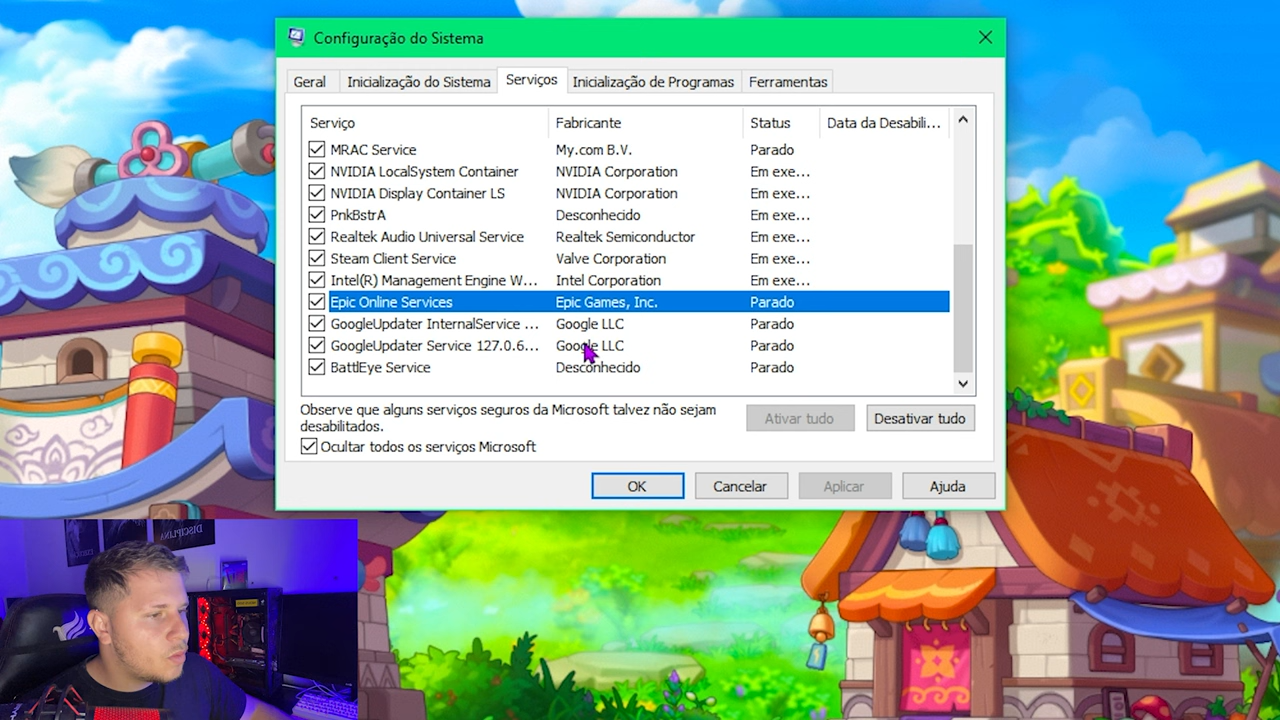 Configuração do Sistema
Geral Inicialização do Sistema Serviços Inicialização de Programas Ferramentas
Serviço Fabricante Status Data da Desabili...
MRAC Service My.com B.V. Parado
NVIDIA LocalSystem Container NVIDIA Corporation Em exe...
NVIDIA Display Container LS NVIDIA Corporation Em exe...
PnkBstrA Desconhecido Em exe...
Realtek Audio Universal Service Realtek Semiconductor Em exe...
Steam Client Service Valve Corporation Em exe...
Intel(R) Management Engine W... Intel Corporation Em exe...
Epic Online Services Epic Games, Inc. Parado
GoogleUpdater InternalService ... Google LLC Parado
GoogleUpdater Service 127.0.6... Google LLC Parado
BattlEye Service Desconhecido Parado
Observe que alguns serviços seguros da Microsoft talvez não sejam
desabilitados.
Ativar tudo Desativar tudo
Ocultar todos os serviços Microsoft
OK Cancelar Aplicar Ajuda
DISCIPLINA